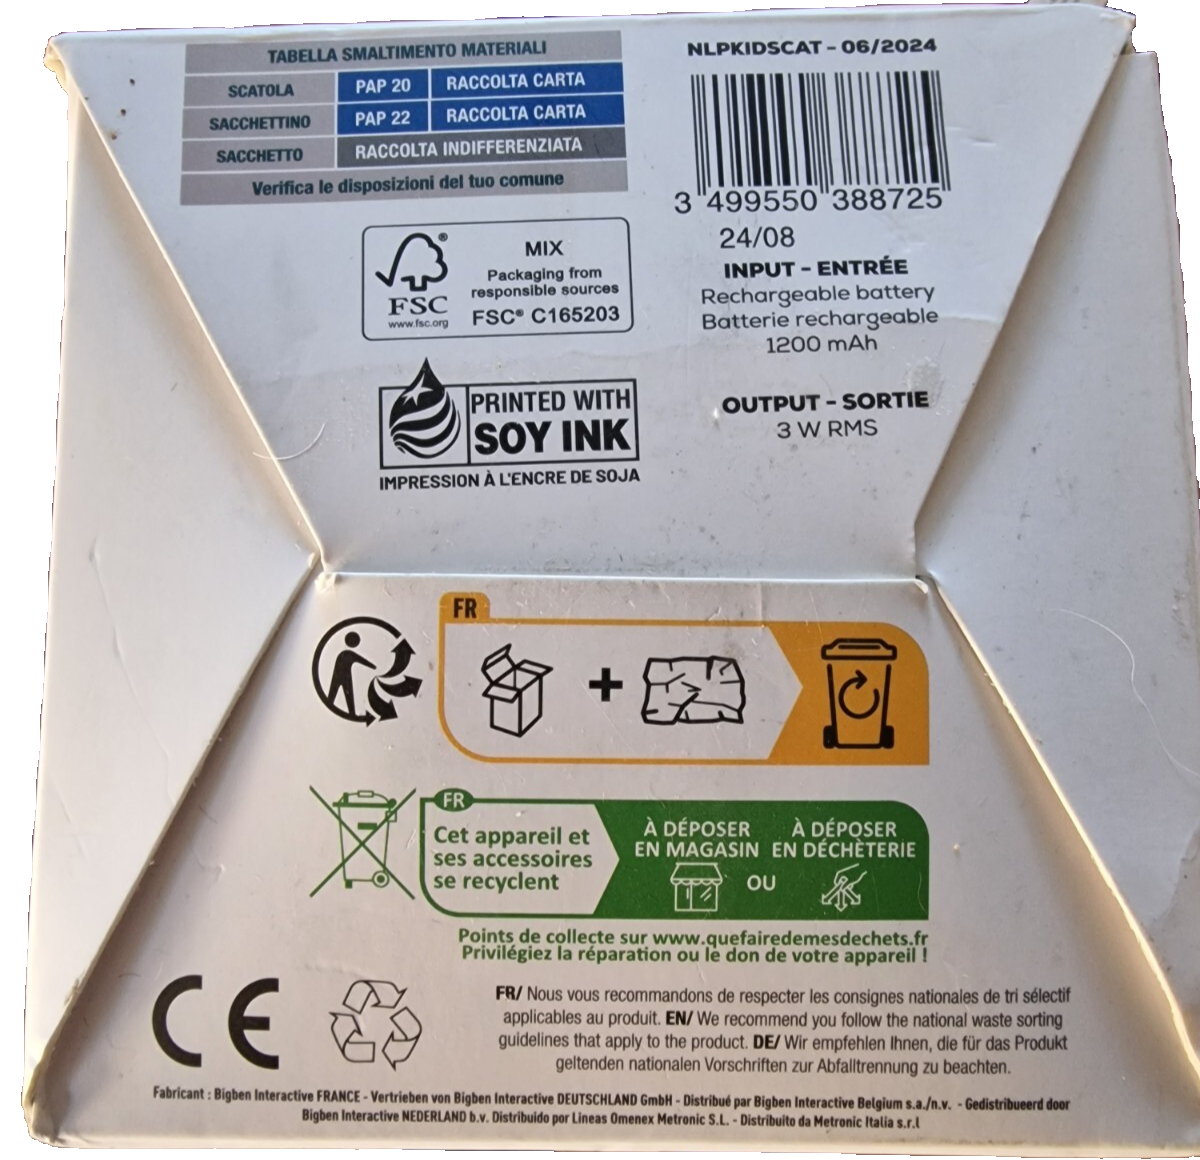 TABELLA SMALTIMENTO MATERIALI
SCATOLA PAP 20 RACCOLTA CARTA
SACCHETTINO PAP 22 RACCOLTA CARTA
SACCHETTO RACCOLTA INDIFFERENZIATA
Verifica le disposizioni del tuo comune
NLPKIDSCAT - 06/2024
3 499550 388725
24/08
INPUT - ENTRÉE
Rechargeable battery
Batterie rechargeable
1200 mAh
OUTPUT - SORTIE
3 W RMS
FSC®
www.fsc.org
MIX
Packaging from
responsible sources
FSC® C165203
PRINTED WITH
SOY INK
IMPRESSION À L'ENCRE DE SOJA
FR
+
FR
Cet appareil et
ses accessoires
se recyclent
À DÉPOSER
EN MAGASIN
OU
À DÉPOSER
EN DÉCHÈTERIE
Points de collecte sur www.quefairedemesdechets.fr
Privilégiez la réparation ou le don de votre appareil !
CE
FR/ Nous vous recommandons de respecter les consignes nationales de tri sélectif
applicables au produit. EN/ We recommend you follow the national waste sorting
guidelines that apply to the product. DE/ Wir empfehlen Ihnen, die für das Produkt
geltenden nationalen Vorschriften zur Abfalltrennung zu beachten.
Fabricant : Bigben Interactive FRANCE - Vertrieben von Bigben Interactive DEUTSCHLAND GmbH - Distribué par Bigben Interactive Belgium s.a./n.v. - Gedistribueerd door
Bigben Interactive NEDERLAND b.v. Distribuido por Lineas Omenex Metronic S.L. - Distribuito da Metronic Italia s.r.l